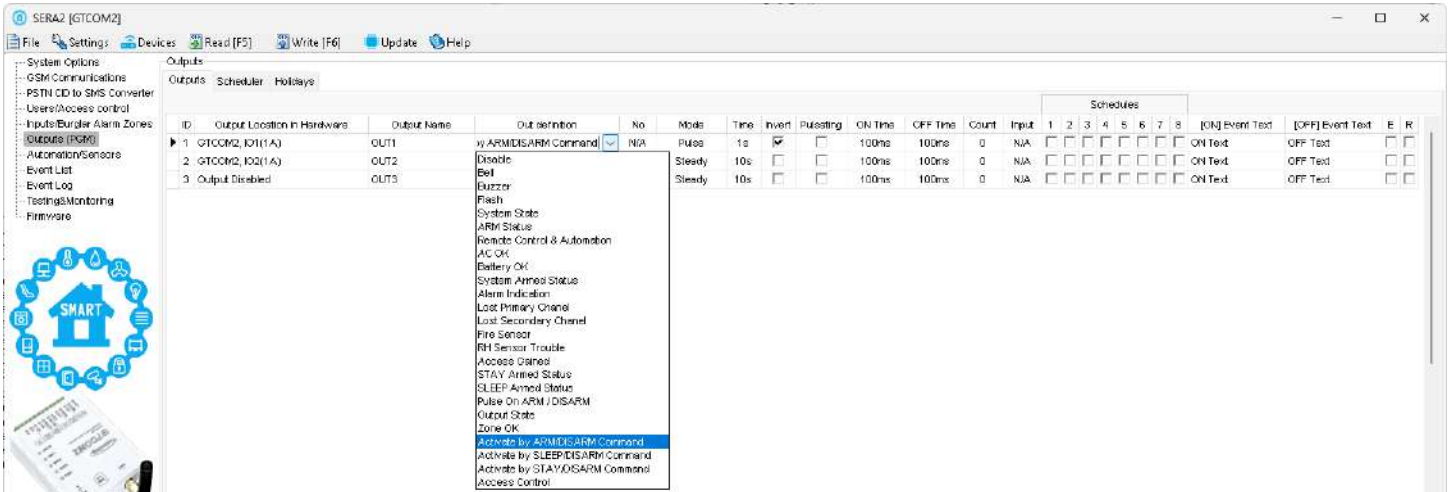 SERA2 [GTCOM2]
File Settings Devices Read [F5] Write [F6] Update Help
System Options
GSM Communications
PSTN CID to SMS Converter
Users/Access control
Inputs/Burglar Alarm Zones
Outputs (PGM)
Automation/Sensors
Event List
Event Log
Testing&Monitoring
Firmware
SMART
Outputs
Outputs Scheduler Holidays
Schedules
ID Output Location in Hardware Output Name Out definition No Mode Time Invert Pulsating ON Time OFF Time Count Input 1 2 3 4 5 6 7 8 [ON] Event Text [OFF] Event Text E R
1 GTCOM2, IO1(1A) OUT1 by ARM/DISARM Command N/A Pulse 1s 100ms 100ms 0 N/A ON Text OFF Text
2 GTCOM2, IO2(1A) OUT2 Steady 10s 100ms 100ms 0 N/A ON Text OFF Text
3 Output Disabled OUT3 Steady 10s 100ms 100ms 0 N/A ON Text OFF Text
Disable
Bell
Buzzer
Flash
System State
ARM Status
Remote Control & Automation
AC OK
Battery OK
System Armed Status
Alarm Indication
Lost Primary Chanel
Lost Secondary Chanel
Fire Sensor
RH Sensor Trouble
Access Gained
STAY Armed Status
SLEEP Armed Status
Pulse On ARM / DISARM
Output State
Zone OK
Activate by ARM/DISARM Command
Activate by SLEEP/DISARM Command
Activate by STAY/DISARM Command
Access Control